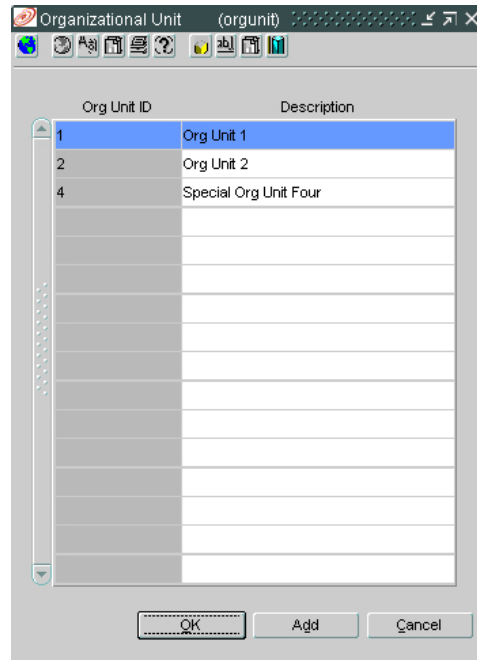 Organizational Unit (orgunit)
Org Unit ID Description
1 Org Unit 1
2 Org Unit 2
4 Special Org Unit Four
OK Add Cancel